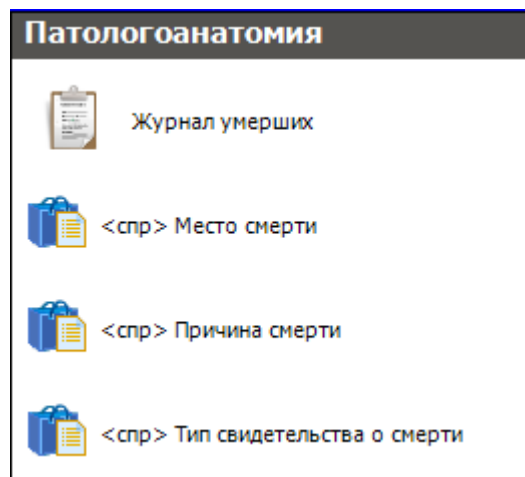 Патологоанатомия
Журнал умерших
<спр> Место смерти
<спр> Причина смерти
<спр> Тип свидетельства о смерти